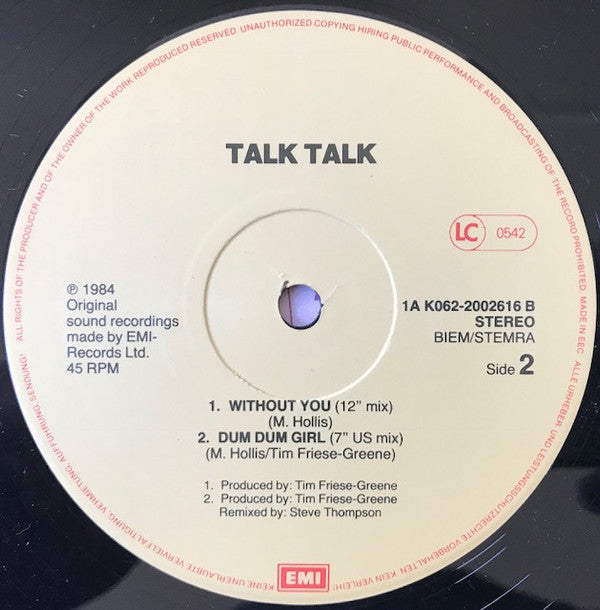 ALL RIGHTS OF THE PRODUCER AND OF THE OWNER OF THE WORK REPRODUCED RESERVED. UNAUTHORIZED COPYING HIRING PUBLIC PERFORMANCE AND BROADCASTING OF THE RECORD PROHIBITED. MADE IN EEC
TALK TALK
LC 0542
℗ 1984
Original
sound recordings
made by EMI-
Records Ltd.
45 RPM
1A K062-2002616 B
STEREO
BIEM/STEMRA
Side 2
1. WITHOUT YOU (12" mix)
(M. Hollis)
2. DUM DUM GIRL (7" US mix)
(M. Hollis/Tim Friese-Greene)
1. Produced by: Tim Friese-Greene
2. Produced by: Tim Friese-Greene
Remixed by: Steve Thompson
EMI
ALLE URHEBER UND LEISTUNGSSCHUTZRECHTE VORBEHALTEN KEIN VERLEIH! KEINE UNERLAUBTE VERVIELFALTIGUNG, VERMIETUNG, AUFFUHRUNG, SENDUNG!